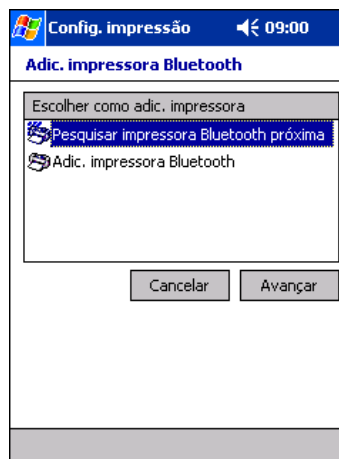 Config. impressão 09:00
Adic. impressora Bluetooth
Escolher como adic. impressora
Pesquisar impressora Bluetooth próxima
Adic. impressora Bluetooth
Cancelar Avançar